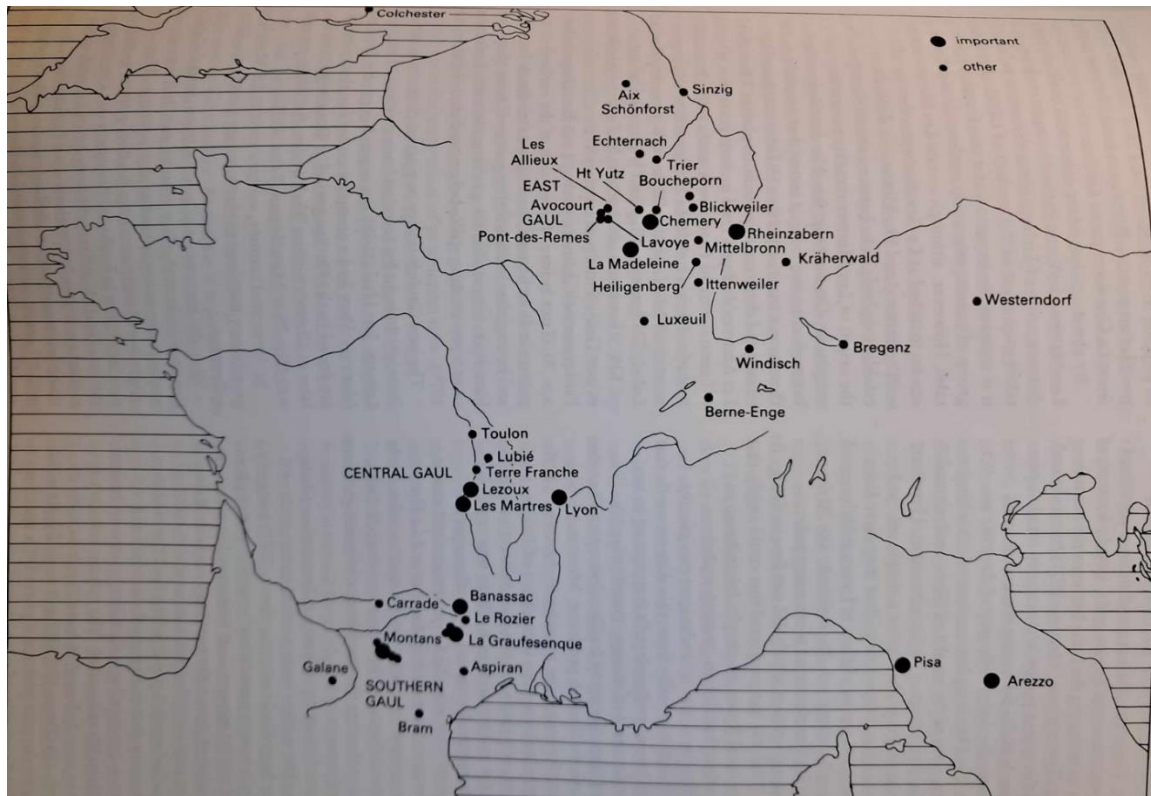 Colchester
important
other
Aix
Schönforst
Sinzig
Les
Allieux
Echternach
Trier
Ht Yutz
Boucheporn
EAST
Avocourt
GAUL
Pont-des-Remes
Blickweiler
Chemery
Rheinzabern
Lavoye
Mittelbronn
La Madeleine
Kräherwald
Heiligenberg
Ittenweiler
Westerndorf
Luxeuil
Windisch
Bregenz
Berne-Enge
Toulon
Lubié
CENTRAL GAUL
Terre Franche
Lezoux
Les Martres
Lyon
Banassac
Carrade
Le Rozier
Montans
La Graufesenque
Galane
Aspiran
SOUTHERN
GAUL
Bram
Pisa
Arezzo